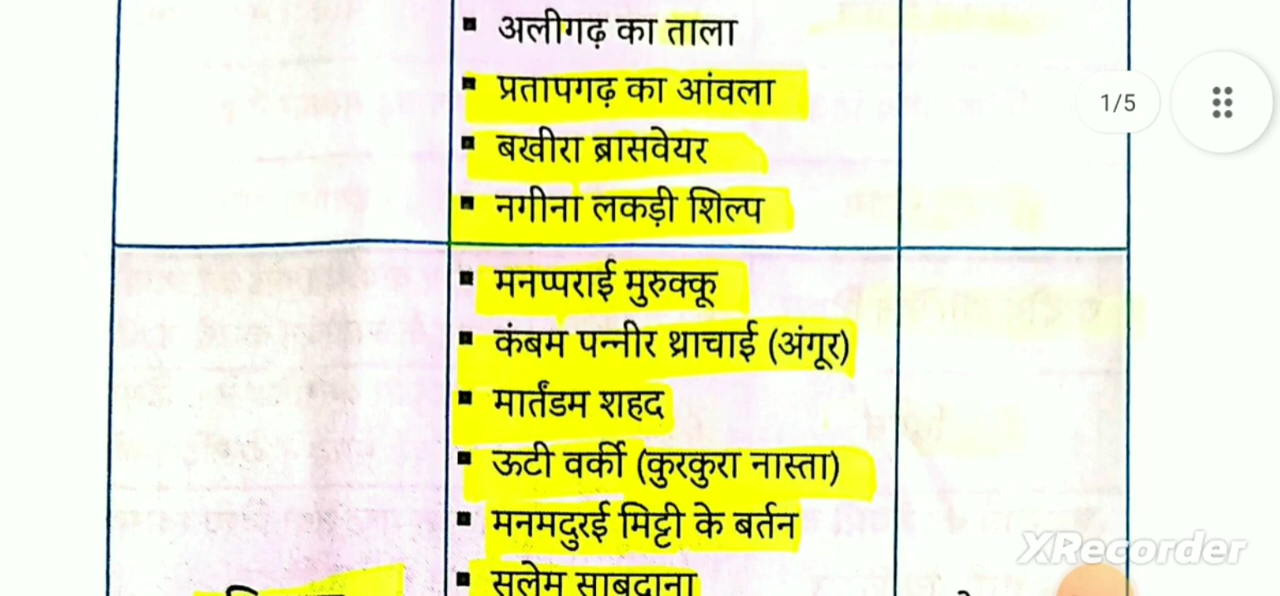 अलीगढ़ का ताला
प्रतापगढ़ का आंवला
बखीरा ब्रासवेयर
नगीना लकड़ी शिल्प
मनप्पराई मुरुक्कू
कंबम पन्नीर थ्राचाई (अंगूर)
मार्तंडम शहद
ऊटी वर्की (कुरकुरा नास्ता)
मनमदुरई मिट्टी के बर्तन
सलेम साबुदाना
1/5
XRecorder